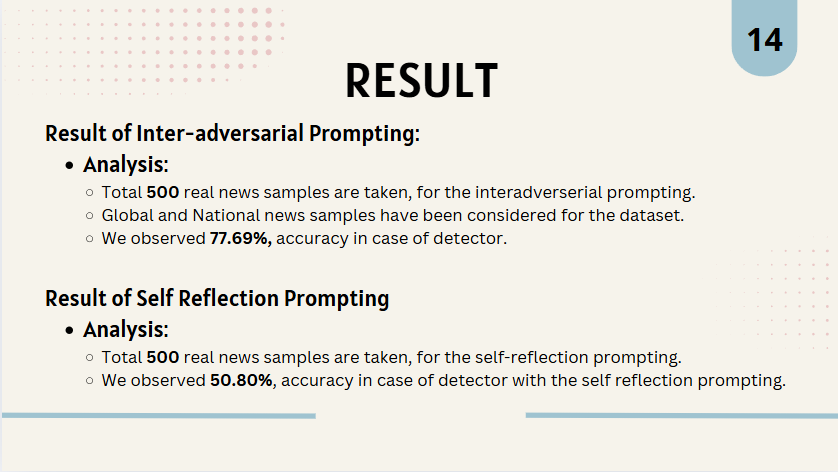 14
RESULT
Result of Inter-adversarial Prompting:
• Analysis:
○ Total 500 real news samples are taken, for the interadverserial prompting.
○ Global and National news samples have been considered for the dataset.
○ We observed 77.69%, accuracy in case of detector.
Result of Self Reflection Prompting
• Analysis:
○ Total 500 real news samples are taken, for the self-reflection prompting.
○ We observed 50.80%, accuracy in case of detector with the self reflection prompting.